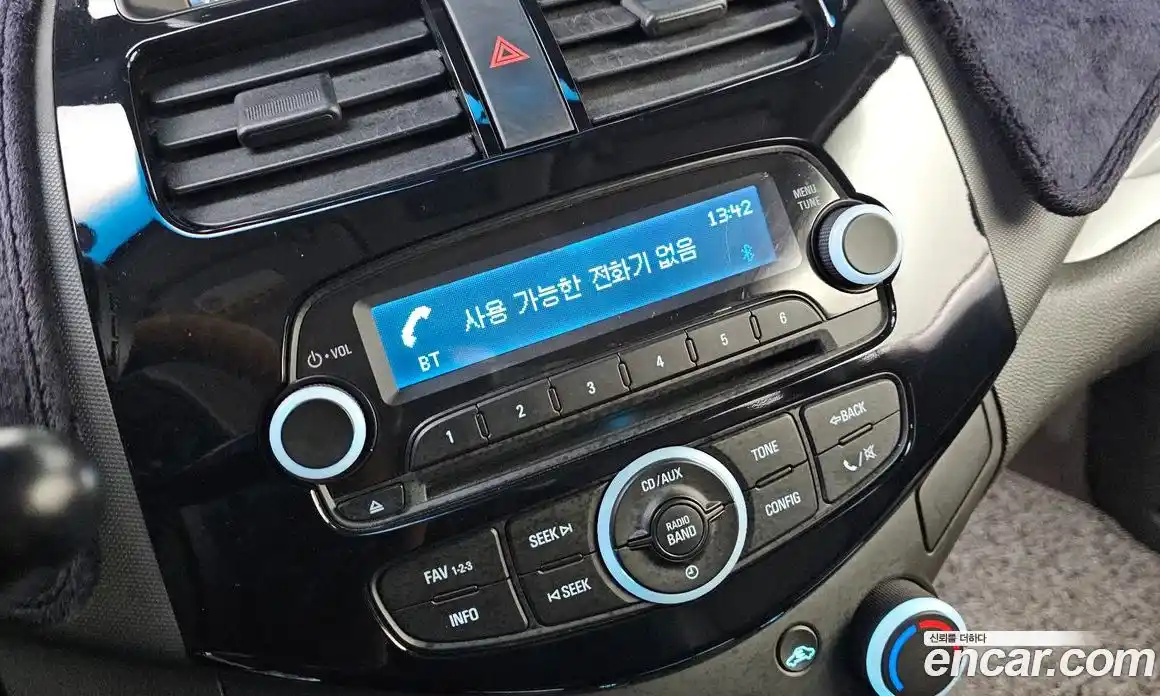 MENU
TUNE
13:42
사용 가능한 전화기 없음
BT
VOL
1 2 3 4 5 6
BACK
TONE
CD/AUX
CONFIG
RADIO
BAND
SEEK
SEEK
FAV 1-2-3
INFO
신뢰를 더하다
encar.com